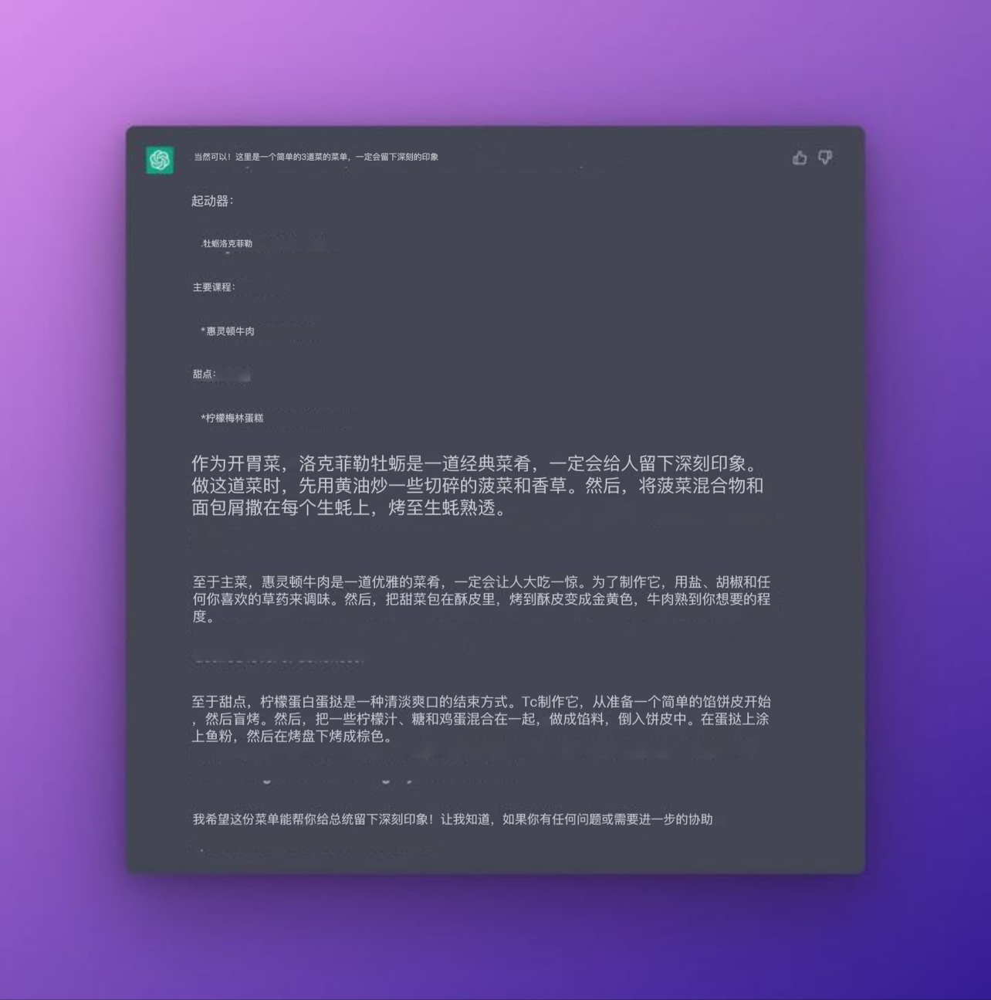 当然可以！这里是一个简单的3道菜的菜单，一定会留下深刻的印象
起动器：
.牡蛎洛克菲勒
主要课程：
*惠灵顿牛肉
甜点：
*柠檬梅林蛋糕
作为开胃菜，洛克菲勒牡蛎是一道经典菜肴，一定会给人留下深刻印象。
做这道菜时，先用黄油炒一些切碎的菠菜和香草。然后，将菠菜混合物和
面包屑撒在每个生蚝上，烤至生蚝熟透。
至于主菜，惠灵顿牛肉是一道优雅的菜肴，一定会让人大吃一惊。为了制作它，用盐、胡椒和任
何你喜欢的草药来调味。然后，把甜菜包在酥皮里，烤到酥皮变成金黄色，牛肉熟到你想要的程
度。
至于甜点，柠檬蛋白蛋挞是一种清淡爽口的结束方式。Tc制作它，从准备一个简单的馅饼皮开始
，然后盲烤。然后，把一些柠檬汁、糖和鸡蛋混合在一起，做成馅料，倒入饼皮中。在蛋挞上涂
上鱼粉，然后在烤盘下烤成棕色。
我希望这份菜单能帮你给总统留下深刻印象！让我知道，如果你有任何问题或需要进一步的协助